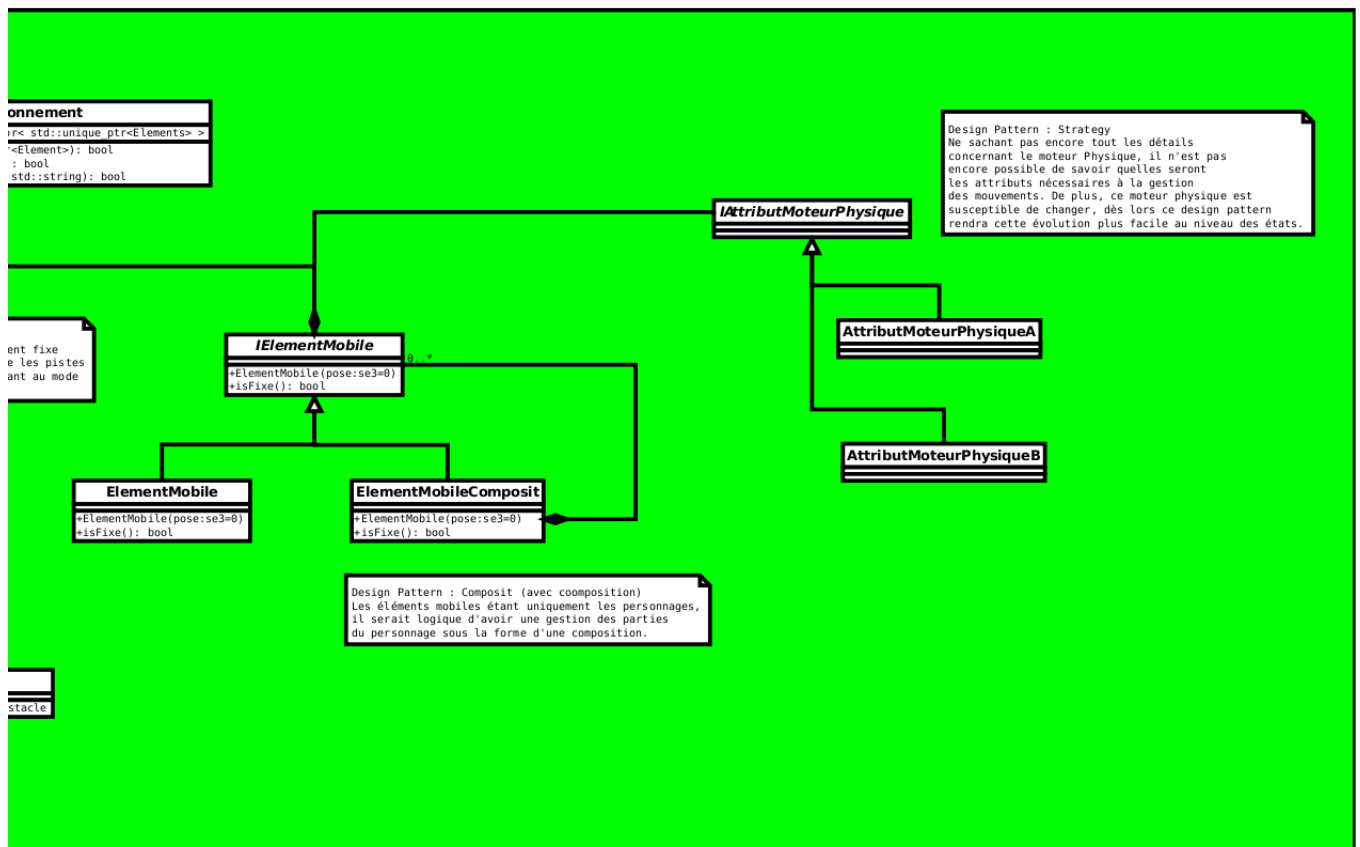 onnement
or< std::unique_ptr<Elements> >
r<Element>): bool
: bool
std::string): bool
Design Pattern : Strategy
Ne sachant pas encore tout les détails
concernant le moteur Physique, il n'est pas
encore possible de savoir quelles seront
les attributs nécessaires à la gestion
des mouvements. De plus, ce moteur physique est
susceptible de changer, dès lors ce design pattern
rendra cette évolution plus facile au niveau des états.
IAttributMoteurPhysique
AttributMoteurPhysiqueA
AttributMoteurPhysiqueB
ent fixe
e les pistes
ant au mode
IElementMobile
0..*
+ElementMobile(pose:se3=0)
+isFixe(): bool
ElementMobile
+ElementMobile(pose:se3=0)
+isFixe(): bool
ElementMobileComposit
+ElementMobile(pose:se3=0)
+isFixe(): bool
Design Pattern : Composit (avec coomposition)
Les éléments mobiles étant uniquement les personnages,
il serait logique d'avoir une gestion des parties
du personnage sous la forme d'une composition.
stacle